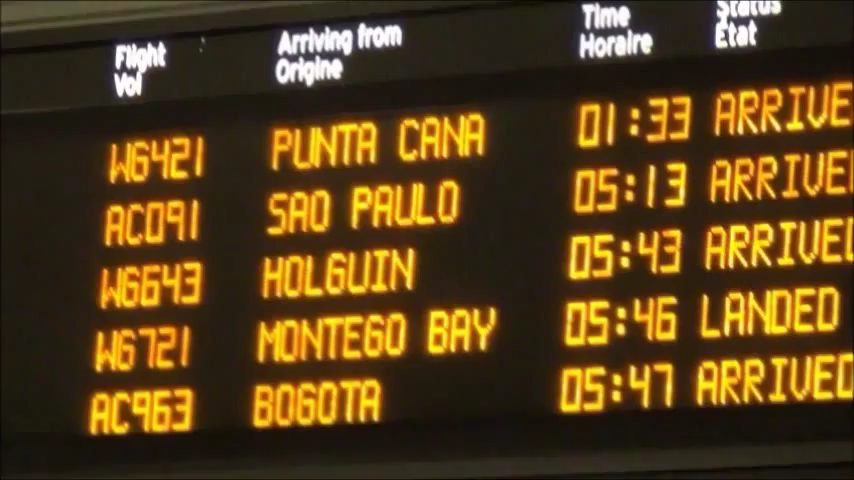 Flight Arriving from Time Status
Vol Origine Horaire Etat
WG421 PUNTA CANA 01:33 ARRIVE
AC091 SAO PAULO 05:13 ARRIVE
WG643 HOLGUIN 05:43 ARRIVED
WG721 MONTEGO BAY 05:46 LANDED
AC963 BOGOTA 05:47 ARRIVED